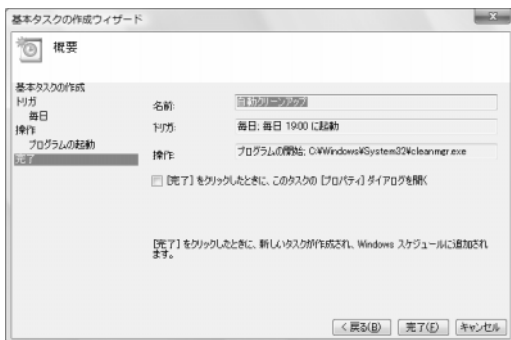 基本タスクの作成ウィザード
概要
基本タスクの作成
トリガ
毎日
操作
プログラムの起動
完了
名前:
自動クリーンアップ
トリガ:
毎日; 毎日 19:00 に起動
操作:
プログラムの開始; C:¥Windows¥System32¥cleanmgr.exe
[完了] をクリックしたときに、このタスクの [プロパティ] ダイアログを開く
[完了] をクリックしたときに、新しいタスクが作成され、Windows スケジュールに追加され
ます。
< 戻る(B)
完了(F)
キャンセル